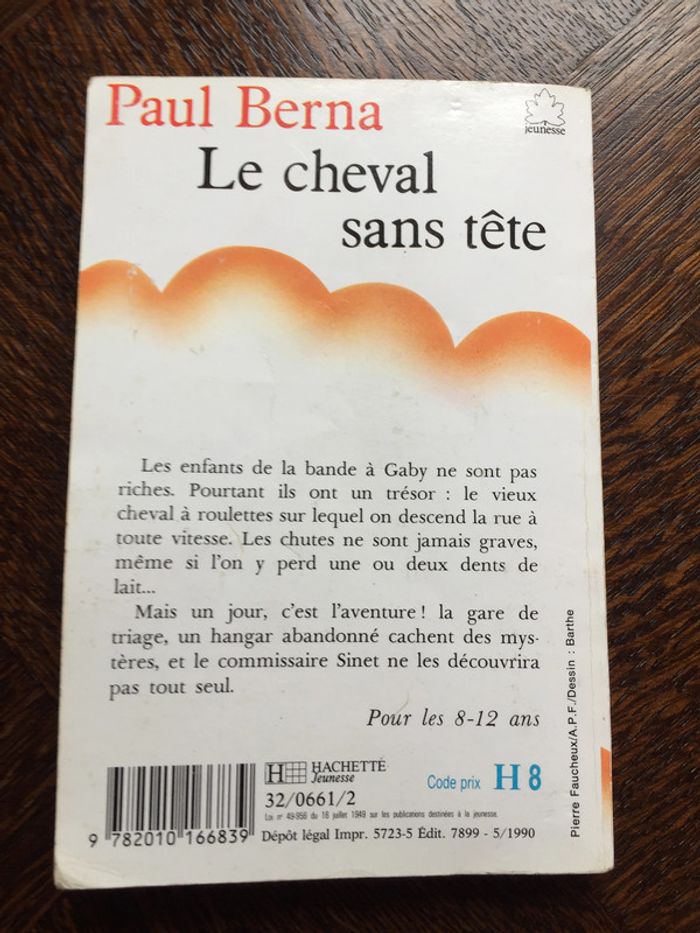 Paul Berna
jeunesse
Le cheval
sans tête
Les enfants de la bande à Gaby ne sont pas
riches. Pourtant ils ont un trésor : le vieux
cheval à roulettes sur lequel on descend la rue à
toute vitesse. Les chutes ne sont jamais graves,
même si l'on y perd une ou deux dents de
lait...
Mais un jour, c'est l'aventure ! la gare de
triage, un hangar abandonné cachent des mys-
tères, et le commissaire Sinet ne les découvrira
pas tout seul.
Pour les 8-12 ans
Pierre Faucheux/A.P.F./Dessin : Barthe
H HACHETTE
Jeunesse
Code prix H 8
32/0661/2
Loi n° 49-956 du 16 juillet 1949 sur les publications destinées à la jeunesse.
9 782010 166839
Dépôt légal Impr. 5723-5 Édit. 7899 - 5/1990